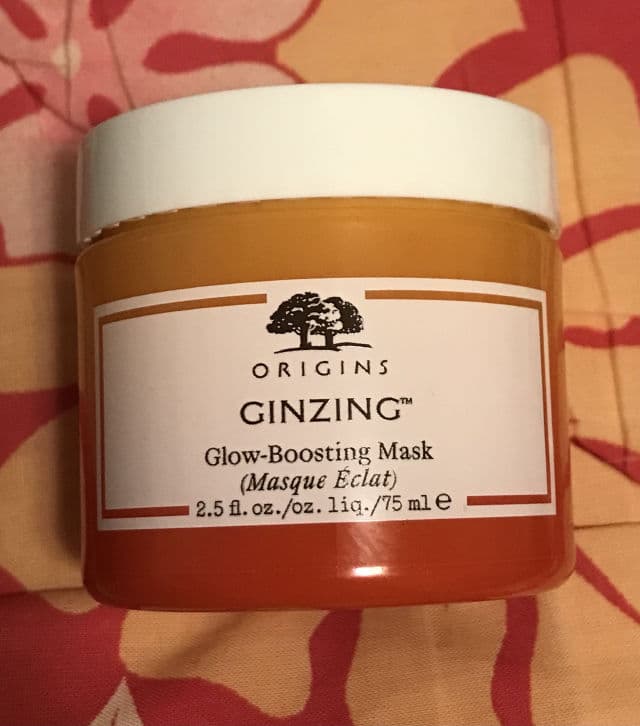 ORIGINS
GINZING™
Glow-Boosting Mask
(Masque Éclat)
2.5 fl. oz./oz. liq./75 ml ℮